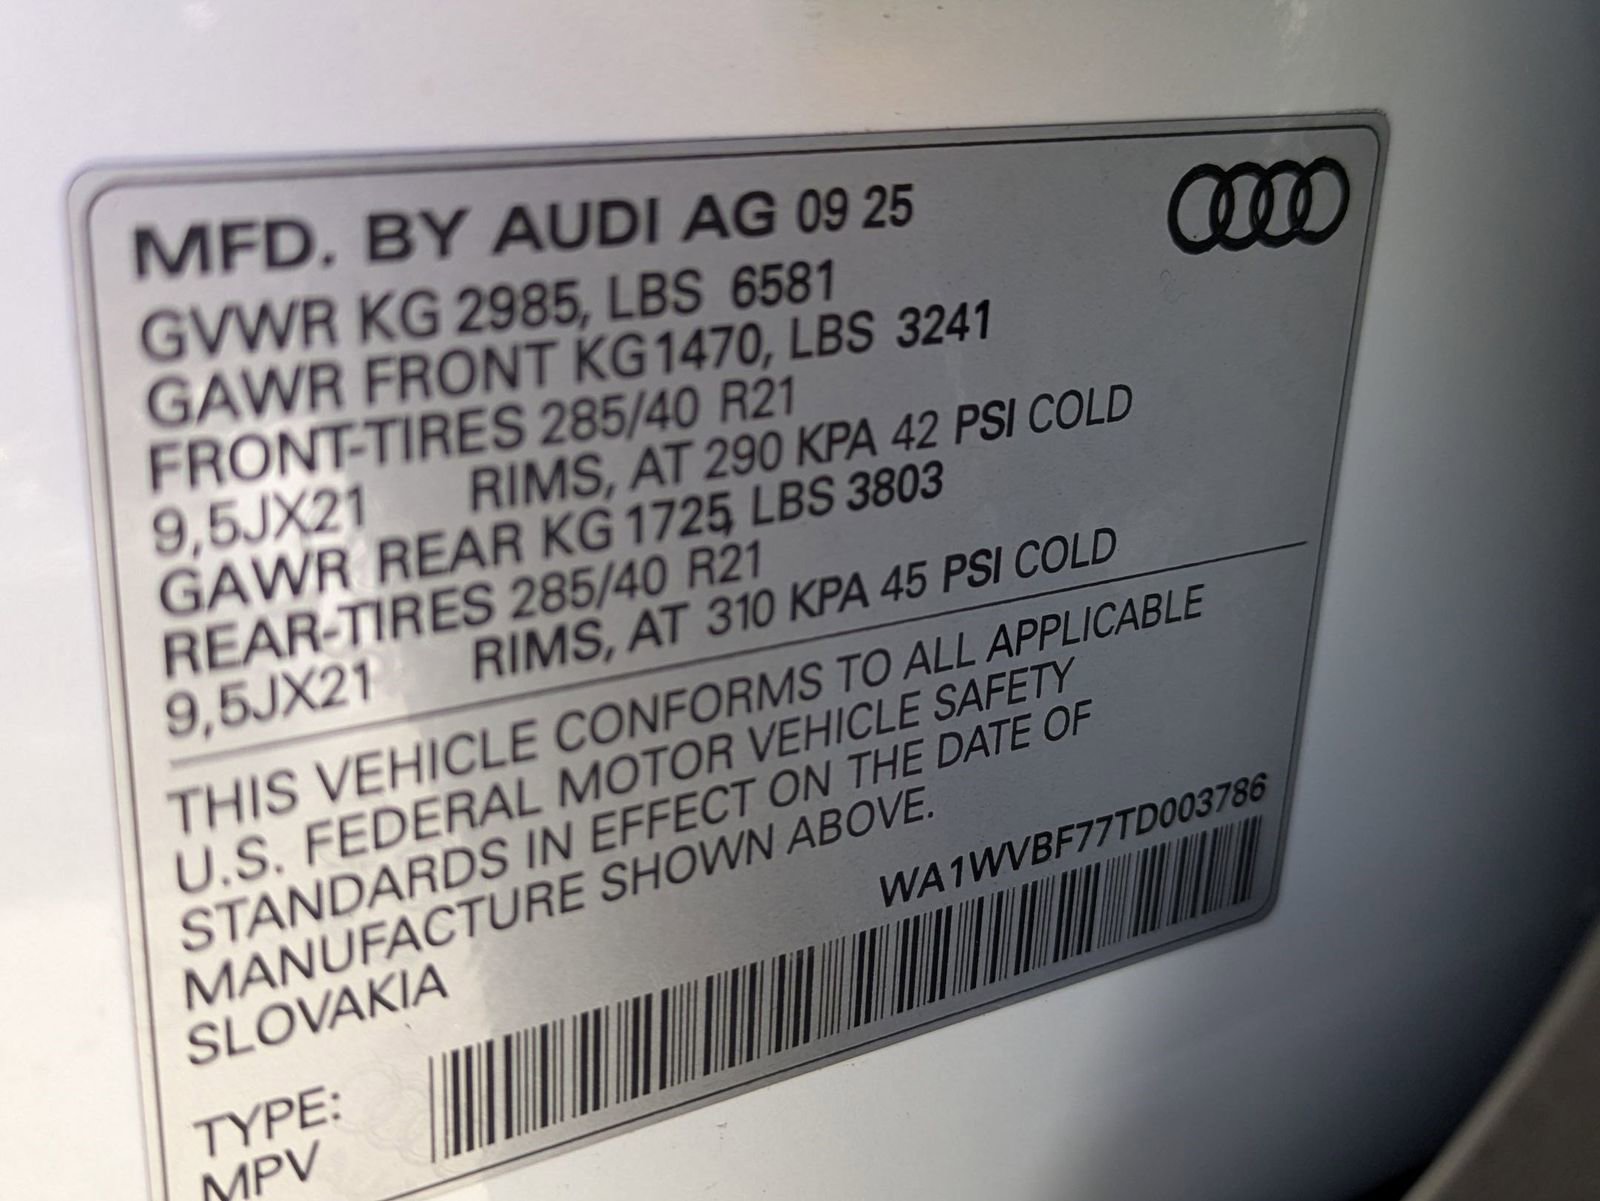 MFD. BY AUDI AG 09 25
GVWR KG 2985, LBS 6581
GAWR FRONT KG 1470, LBS 3241
FRONT-TIRES 285/40 R21
9,5JX21 RIMS, AT 290 KPA 42 PSI COLD
GAWR REAR KG 1725, LBS 3803
REAR-TIRES 285/40 R21
9,5JX21 RIMS, AT 310 KPA 45 PSI COLD
THIS VEHICLE CONFORMS TO ALL APPLICABLE
U.S. FEDERAL MOTOR VEHICLE SAFETY
STANDARDS IN EFFECT ON THE DATE OF
MANUFACTURE SHOWN ABOVE.
SLOVAKIA
WA1WVBF77TD003786
TYPE:
MPV